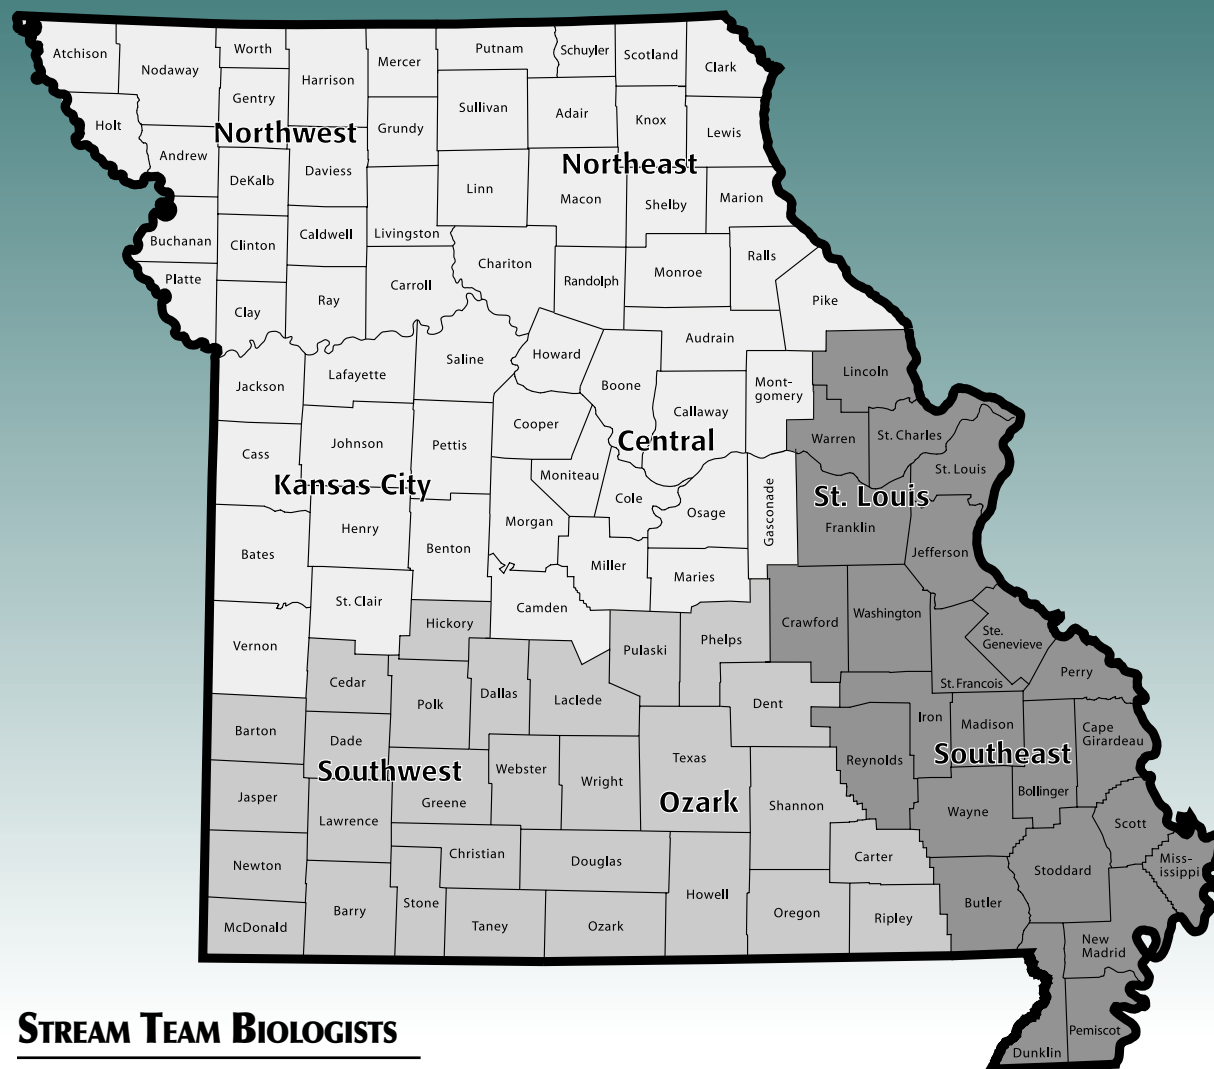 Atchison
Nodaway
Worth
Harrison
Mercer
Putnam
Schuyler
Scotland
Clark
Gentry
Sullivan
Adair
Knox
Holt
Northwest
Grundy
Lewis
Andrew
Northeast
DeKalb
Daviess
Linn
Macon
Shelby
Marion
Buchanan
Clinton
Caldwell
Livingston
Chariton
Randolph
Monroe
Ralls
Platte
Clay
Ray
Carroll
Pike
Audrain
Howard
Saline
Jackson
Lafayette
Boone
Mont-
gomery
Lincoln
Callaway
Cooper
Central
Warren
St. Charles
Cass
Johnson
Pettis
St. Louis
Kansas City
Moniteau
Cole
St. Louis
Morgan
Osage
Gasconade
Franklin
Henry
Benton
Bates
Miller
Maries
Jefferson
St. Clair
Camden
Hickory
Crawford
Washington
Vernon
Pulaski
Phelps
Ste.
Genevieve
Perry
Cedar
Polk
Dallas
Laclede
Dent
St. Francois
Iron
Madison
Cape
Girardeau
Barton
Dade
Texas
Reynolds
Southeast
Southwest
Webster
Wright
Ozark
Shannon
Bollinger
Jasper
Greene
Lawrence
Wayne
Scott
Newton
Christian
Douglas
Carter
Stoddard
Miss-
issippi
Howell
Barry
Stone
Oregon
Ripley
Butler
McDonald
Taney
Ozark
New
Madrid
Pemiscot
Dunklin
Stream Team Biologists